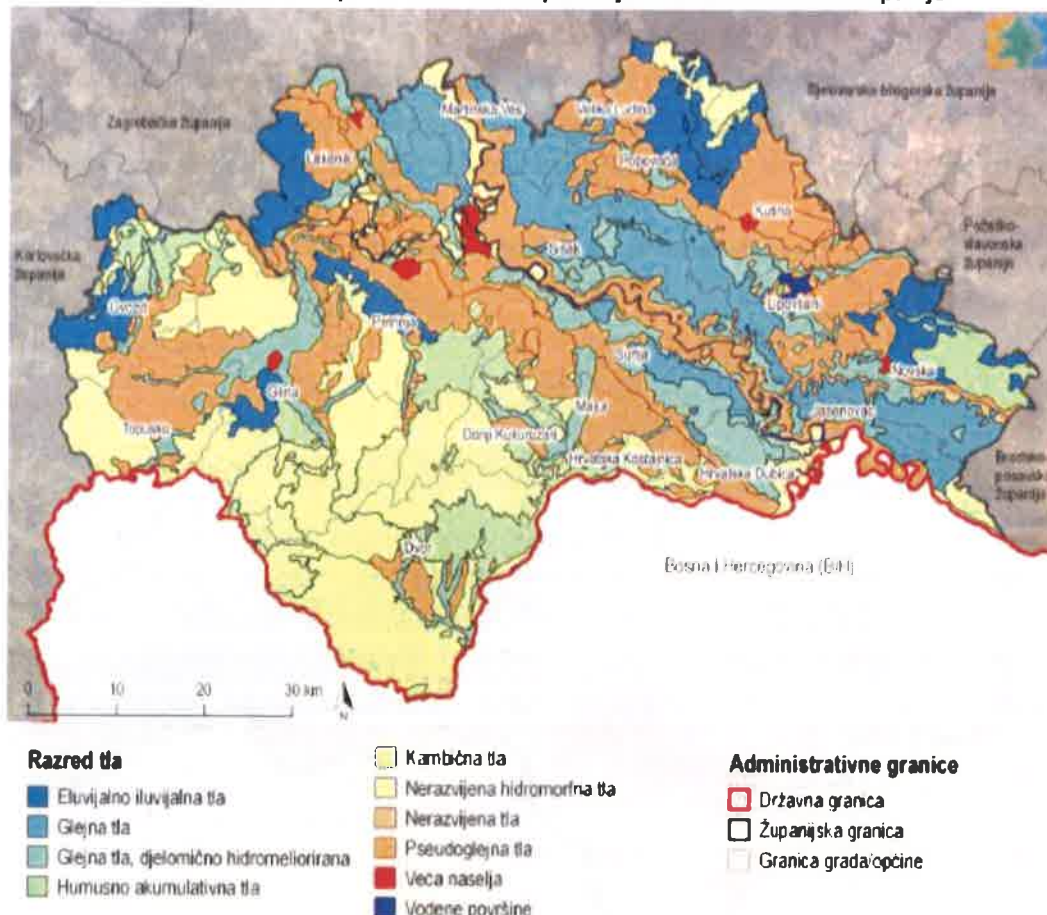 Zagrebačka županija
Bjelovarsko bilogorska županija
Karlovačka županija
Požeško-
slavonska
županija
Brodsko
posavska
županija
Martinska Ves
Velika Ludina
Lekenik
Popovača
Kutina
Sisak
Gvozd
Petrinja
Lipovljani
Sunja
Novska
Glina
Majur
Jasenovac
Topusko
Donji Kukuruzari
Hrvatska Kostajnica
Hrvatska Dubica
Dvor
Bosna i Hercegovina (BiH)
0 10 20 30 km
N
Razred tla
Eluvijalno iluvijalna tla
Glejna tla
Glejna tla, djelomično hidromeliorirana
Humusno akumulativna tla
Kambična tla
Nerazvijena hidromorfna tla
Nerazvijena tla
Pseudoglejna tla
Veća naselja
Vodene površine
Administrativne granice
Državna granica
Županijska granica
Granica grada/općine